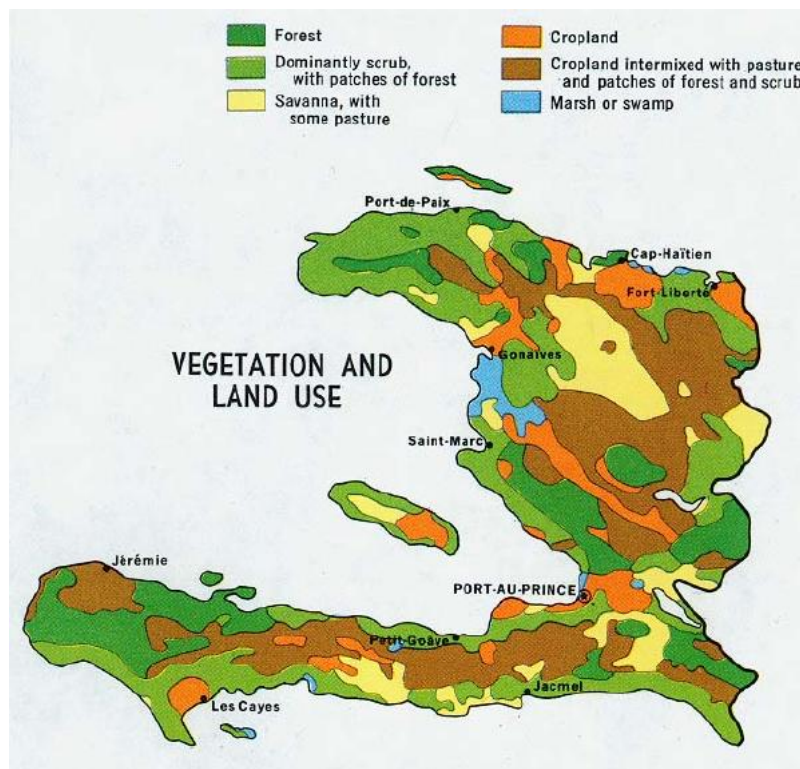 Forest
Dominantly scrub,
with patches of forest
Savanna, with
some pasture
Cropland
Cropland intermixed with pasture
and patches of forest and scrub
Marsh or swamp
Port-de-Paix
Cap-Haïtien
Fort-Liberté
VEGETATION AND
LAND USE
Gonaïves
Saint-Marc
Jérémie
PORT-AU-PRINCE
Petit-Goâve
Les Cayes
Jacmel